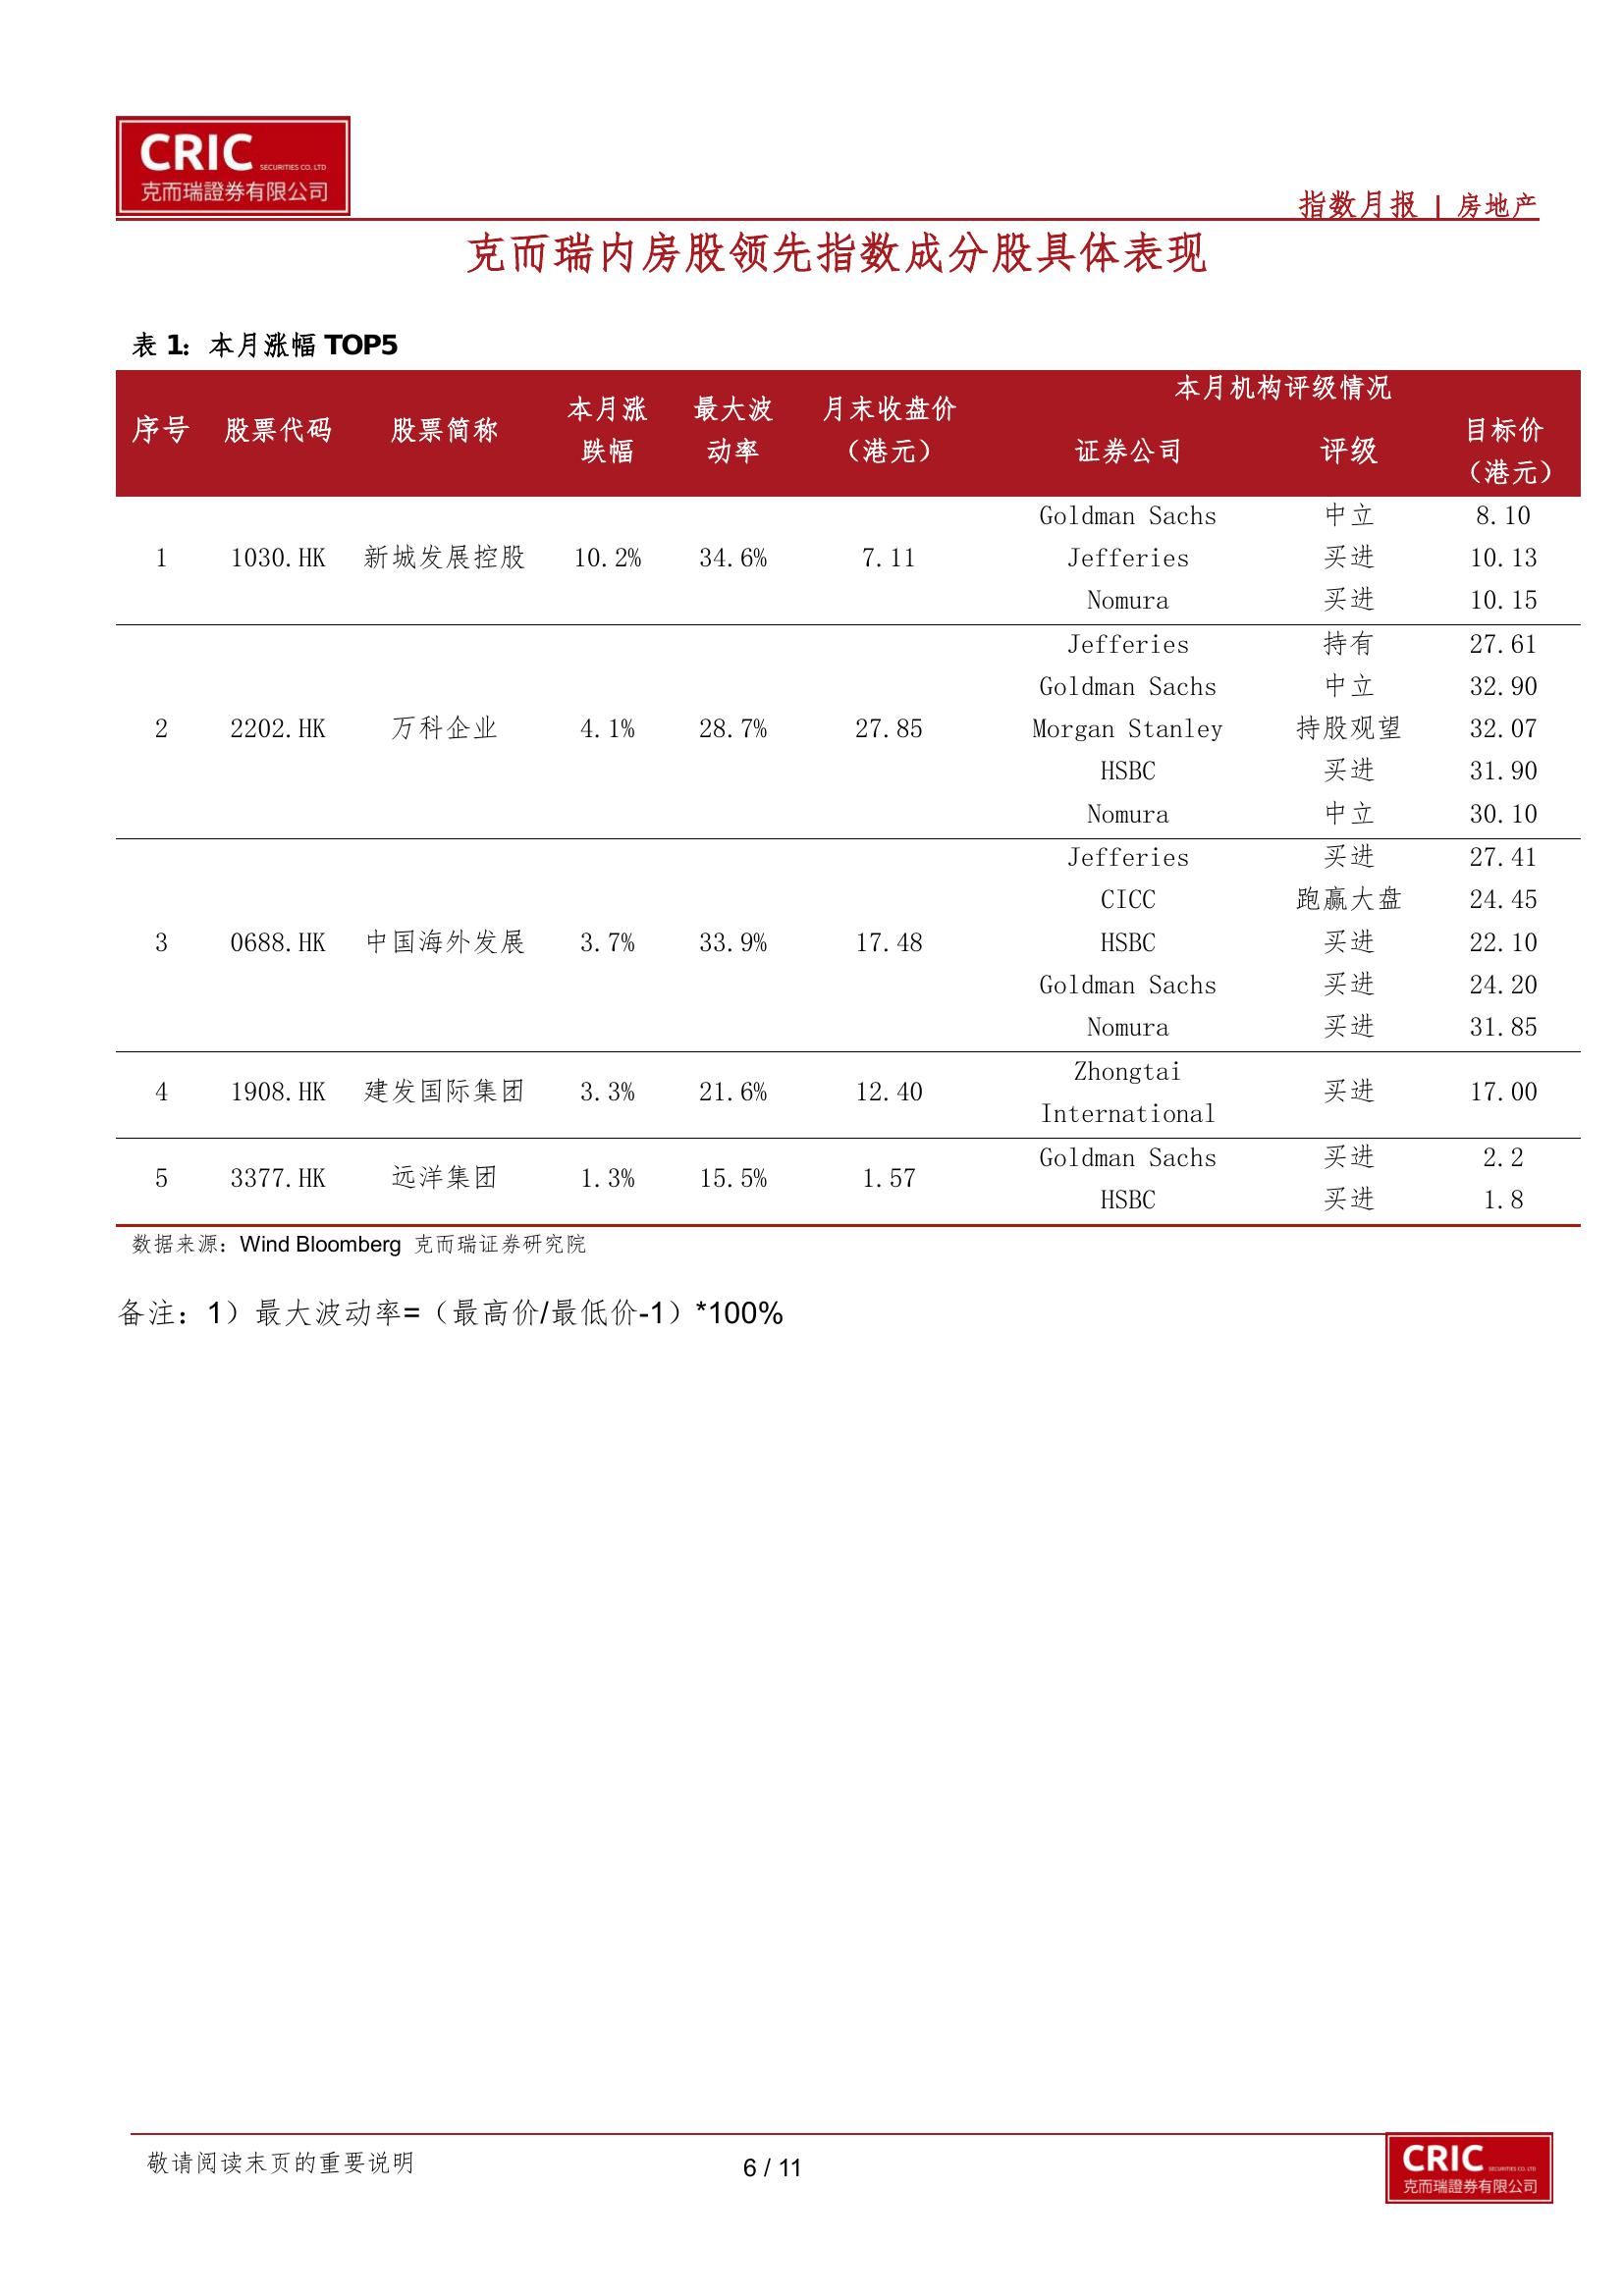 CRIC SECURITIES CO. LTD
克而瑞證券有限公司
指数月报 | 房地产
克而瑞内房股领先指数成分股具体表现
表 1: 本月涨幅 TOP5
序号 股票代码 股票简称 本月涨跌幅 最大波动率 月末收盘价（港元） 本月机构评级情况
证券公司 评级 目标价（港元）
1 1030.HK 新城发展控股 10.2% 34.6% 7.11 Goldman Sachs 中立 8.10
Jefferies 买进 10.13
Nomura 买进 10.15
2 2202.HK 万科企业 4.1% 28.7% 27.85 Jefferies 持有 27.61
Goldman Sachs 中立 32.90
Morgan Stanley 持股观望 32.07
HSBC 买进 31.90
Nomura 中立 30.10
3 0688.HK 中国海外发展 3.7% 33.9% 17.48 Jefferies 买进 27.41
CICC 跑赢大盘 24.45
HSBC 买进 22.10
Goldman Sachs 买进 24.20
Nomura 买进 31.85
4 1908.HK 建发国际集团 3.3% 21.6% 12.40 Zhongtai International 买进 17.00
5 3377.HK 远洋集团 1.3% 15.5% 1.57 Goldman Sachs 买进 2.2
HSBC 买进 1.8
数据来源：Wind Bloomberg 克而瑞证券研究院
备注：1）最大波动率=（最高价/最低价-1）*100%
敬请阅读末页的重要说明
6 / 11
CRIC SECURITIES CO. LTD
克而瑞證券有限公司